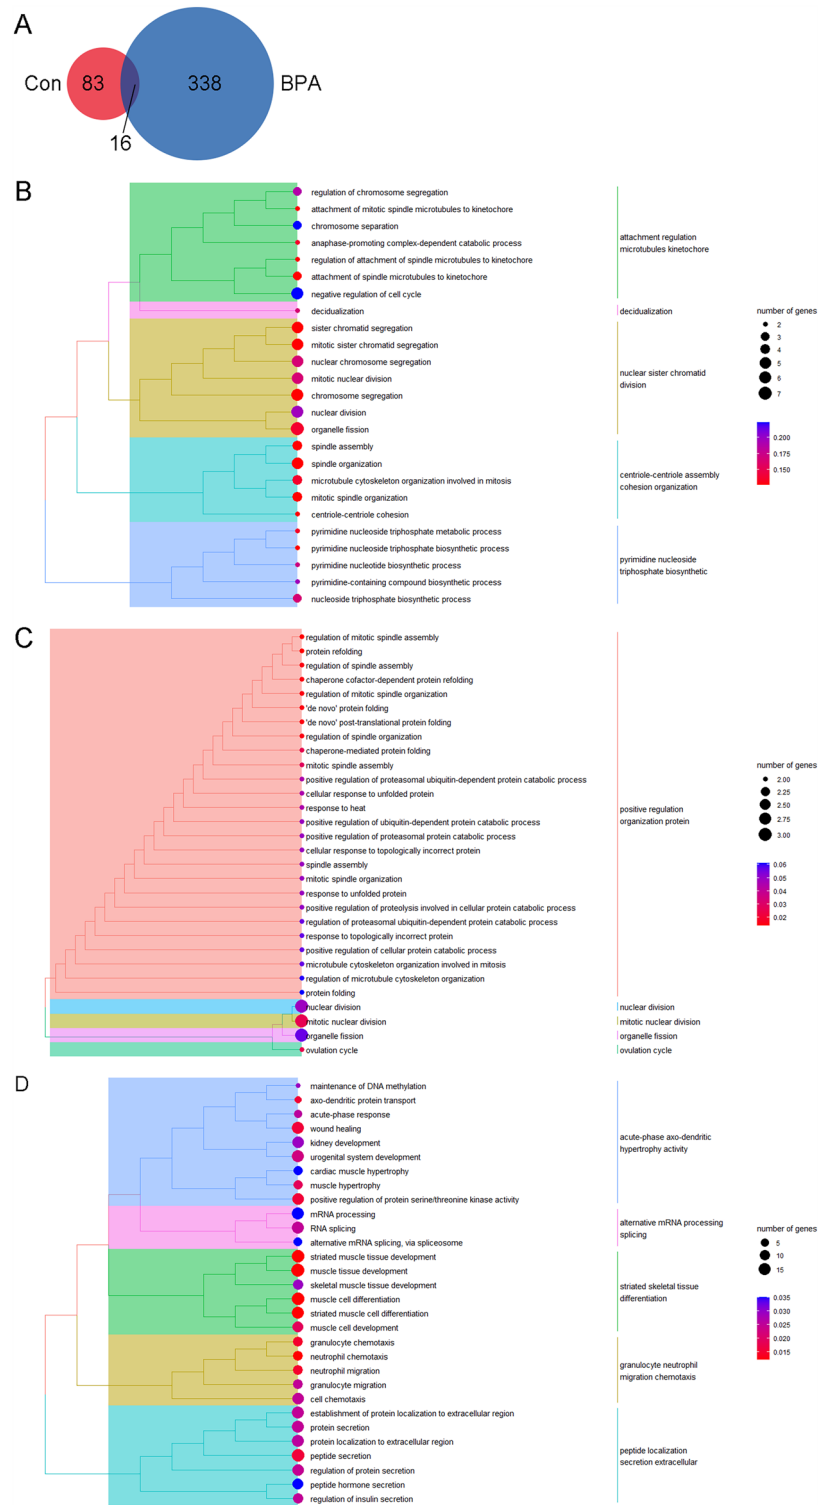 A
Con
83
338
BPA
16
B
regulation of chromosome segregation
attachment of mitotic spindle microtubules to kinetochore
chromosome separation
anaphase-promoting complex-dependent catabolic process
regulation of attachment of spindle microtubules to kinetochore
attachment of spindle microtubules to kinetochore
negative regulation of cell cycle
decidualization
sister chromatid segregation
mitotic sister chromatid segregation
nuclear chromosome segregation
mitotic nuclear division
chromosome segregation
nuclear division
organelle fission
spindle assembly
spindle organization
microtubule cytoskeleton organization involved in mitosis
mitotic spindle organization
centriole-centriole cohesion
pyrimidine nucleoside triphosphate metabolic process
pyrimidine nucleoside triphosphate biosynthetic process
pyrimidine nucleotide biosynthetic process
pyrimidine-containing compound biosynthetic process
nucleoside triphosphate biosynthetic process
attachment regulation
microtubules kinetochore
decidualization
nuclear sister chromatid
division
centriole-centriole assembly
cohesion organization
pyrimidine nucleoside
triphosphate biosynthetic
number of genes
2
3
4
5
6
7
0.200
0.175
0.150
C
regulation of mitotic spindle assembly
protein refolding
regulation of spindle assembly
chaperone cofactor-dependent protein refolding
regulation of mitotic spindle organization
'de novo' protein folding
'de novo' post-translational protein folding
regulation of spindle organization
chaperone-mediated protein folding
mitotic spindle assembly
positive regulation of proteasomal ubiquitin-dependent protein catabolic process
cellular response to unfolded protein
response to heat
positive regulation of ubiquitin-dependent protein catabolic process
positive regulation of proteasomal protein catabolic process
cellular response to topologically incorrect protein
spindle assembly
mitotic spindle organization
response to unfolded protein
positive regulation of proteolysis involved in cellular protein catabolic process
regulation of proteasomal ubiquitin-dependent protein catabolic process
response to topologically incorrect protein
positive regulation of cellular protein catabolic process
microtubule cytoskeleton organization involved in mitosis
regulation of microtubule cytoskeleton organization
protein folding
nuclear division
mitotic nuclear division
organelle fission
ovulation cycle
positive regulation
organization protein
nuclear division
mitotic nuclear division
organelle fission
ovulation cycle
number of genes
2.00
2.25
2.50
2.75
3.00
0.06
0.05
0.04
0.03
0.02
D
maintenance of DNA methylation
axo-dendritic protein transport
acute-phase response
wound healing
kidney development
urogenital system development
cardiac muscle hypertrophy
muscle hypertrophy
positive regulation of protein serine/threonine kinase activity
mRNA processing
RNA splicing
alternative mRNA splicing, via spliceosome
striated muscle tissue development
muscle tissue development
skeletal muscle tissue development
muscle cell differentiation
striated muscle cell differentiation
muscle cell development
granulocyte chemotaxis
neutrophil chemotaxis
neutrophil migration
granulocyte migration
cell chemotaxis
establishment of protein localization to extracellular region
protein secretion
protein localization to extracellular region
peptide secretion
regulation of protein secretion
peptide hormone secretion
regulation of insulin secretion
acute-phase axo-dendritic
hypertrophy activity
alternative mRNA processing
splicing
striated skeletal tissue
differentiation
granulocyte neutrophil
migration chemotaxis
peptide localization
secretion extracellular
number of genes
5
10
15
0.035
0.030
0.025
0.020
0.015